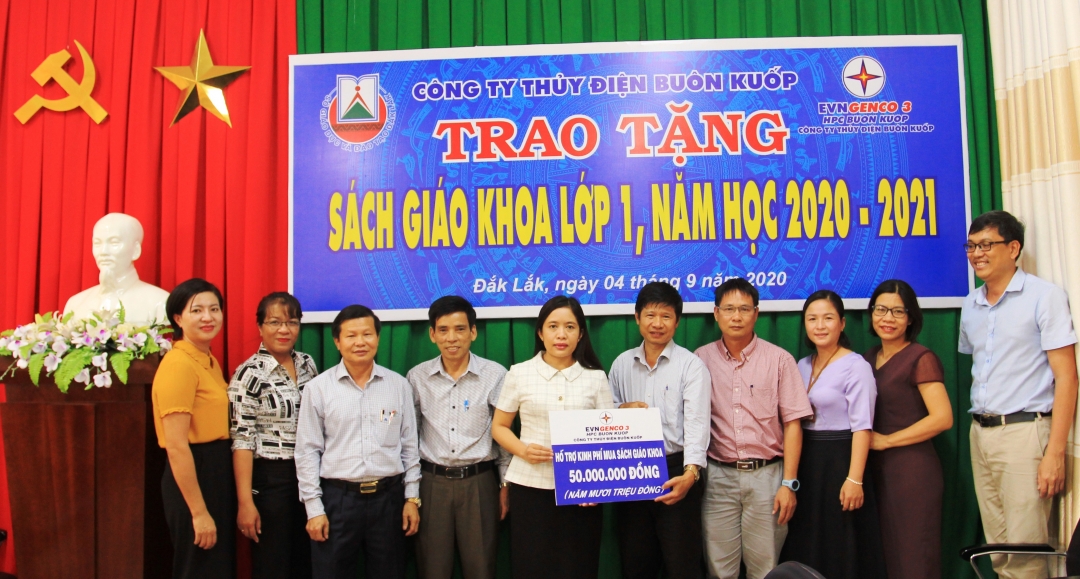 CÔNG TY THỦY ĐIỆN BUÔN KUỐP
TRAO TẶNG
SÁCH GIÁO KHOA LỚP 1, NĂM HỌC 2020 - 2021
Đắk Lắk, ngày 04 tháng 9 năm 2020
EVNGENCO 3
HPC BUON KUOP
CÔNG TY THỦY ĐIỆN BUÔN KUỐP
EVNGENCO 3
HPC BUON KUOP
CÔNG TY THỦY ĐIỆN BUÔN KUỐP
HỖ TRỢ KINH PHÍ MUA SÁCH GIÁO KHOA
50.000.000 ĐỒNG
(NĂM MƯƠI TRIỆU ĐỒNG)